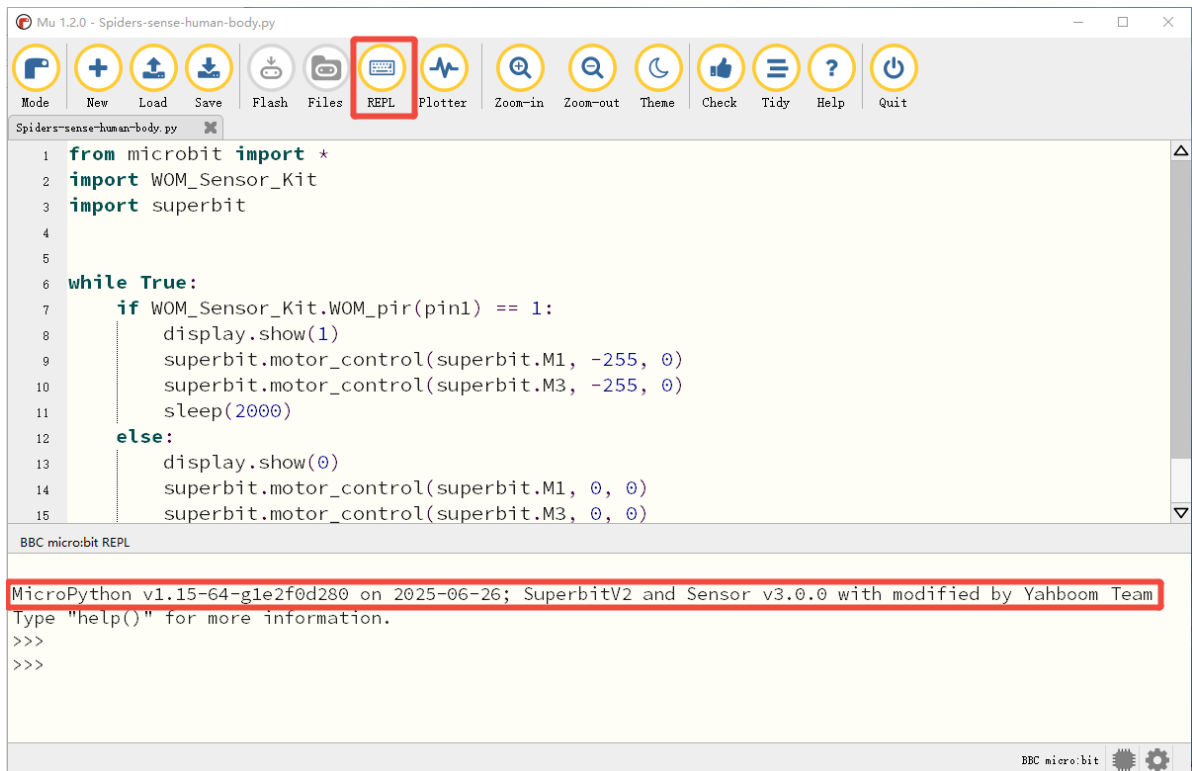 Mu 1.2.0 - Spiders-sense-human-body.py
Mode New Load Save Flash Files REPL Plotter Zoom-in Zoom-out Theme Check Tidy Help Quit
Spiders-sense-human-body.py
1 from microbit import *
2 import WOM_Sensor_Kit
3 import superbit
4
5
6 while True:
7     if WOM_Sensor_Kit.WOM_pir(pin1) == 1:
8         display.show(1)
9         superbit.motor_control(superbit.M1, -255, 0)
10         superbit.motor_control(superbit.M3, -255, 0)
11         sleep(2000)
12     else:
13         display.show(0)
14         superbit.motor_control(superbit.M1, 0, 0)
15         superbit.motor_control(superbit.M3, 0, 0)
BBC micro:bit REPL
MicroPython v1.15-64-g1e2f0d280 on 2025-06-26; SuperbitV2 and Sensor v3.0.0 with modified by Yahboom Team
Type "help()" for more information.
>>>
>>>
BBC micro:bit